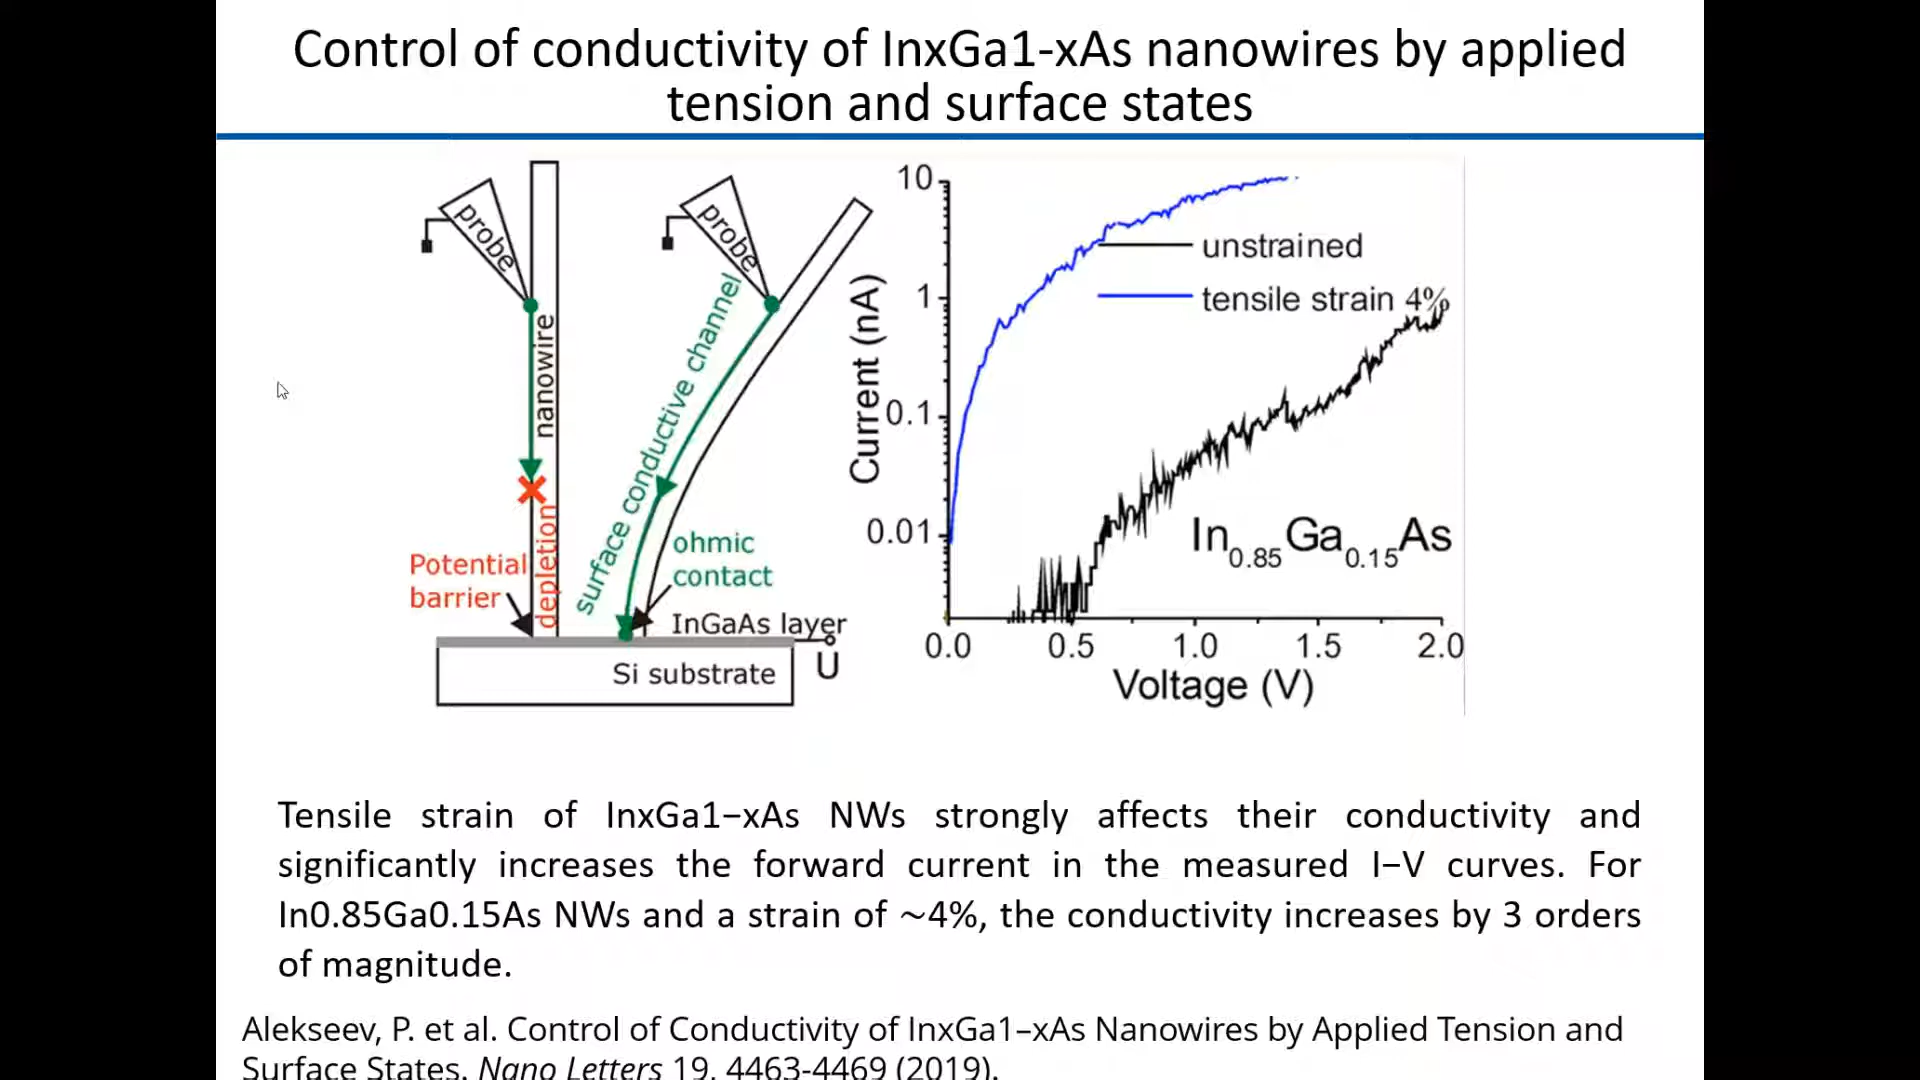 Control of conductivity of InxGa1-xAs nanowires by applied
tension and surface states
probe
nanowire
depletion
Potential
barrier
probe
surface conductive channel
ohmic
contact
InGaAs layer
Si substrate
U
Current (nA)
10
1
0.1
0.01
unstrained
tensile strain 4%
In0.85Ga0.15As
0.0 0.5 1.0 1.5 2.0
Voltage (V)
Tensile strain of InxGa1−xAs NWs strongly affects their conductivity and
significantly increases the forward current in the measured I−V curves. For
In0.85Ga0.15As NWs and a strain of ∼4%, the conductivity increases by 3 orders
of magnitude.
Alekseev, P. et al. Control of Conductivity of InxGa1–xAs Nanowires by Applied Tension and
Surface States. Nano Letters 19, 4463-4469 (2019).